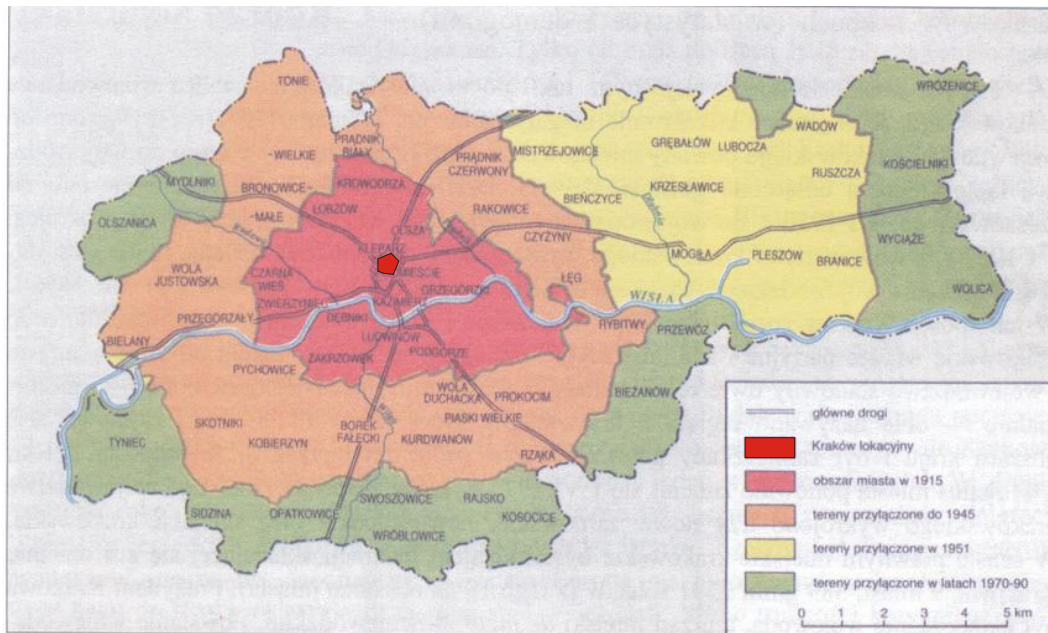 TONIE
WRÓŻENICE
PRĄDNIK
BIAŁY
WADÓW
GRĘBAŁÓW
LUBOCZA
MISTRZEJOWICE
PRĄDNIK
CZERWONY
WIELKIE
KOŚCIELNIKI
RUSZCZA
MYDLNIKI
BRONOWICE
KROWODRZA
KRZESŁAWICE
RAKOWICE
BIEŃCZYCE
OLSZANICA
MAŁE
ŁOBZÓW
OLSZA
CZYŻYNY
WYCIĄŻE
KLEPARZ
MOGIŁA
PLESZÓW
BRANICE
WOLA
JUSTOWSKA
CZARNA
WIEŚ
MIEŚCIE
GRZEGÓRZKI
ŁĘG
WOLICA
ZWIERZYNIEC
KAZIMIERZ
WISŁA
PRZEGORZAŁY
DĘBNIKI
RYBITWY
PRZEWÓZ
BIELANY
LUDWINÓW
ZAKRZÓWEK
PODGÓRZE
PYCHOWICE
WOLA
DUCHACKA
PROKOCIM
BIEŻANÓW
SKOTNIKI
BOREK
FAŁĘCKI
PIASKI WIELKIE
TYNIEC
KOBIERZYN
KURDWANÓW
RZĄKA
SWOSZOWICE
RAJSKO
SIDZINA
OPATKOWICE
KOSOCICE
WRÓBLOWICE
główne drogi
Kraków lokacyjny
obszar miasta w 1915
tereny przyłączone do 1945
tereny przyłączone w 1951
tereny przyłączone w latach 1970-90
0 1 2 3 4 5 km